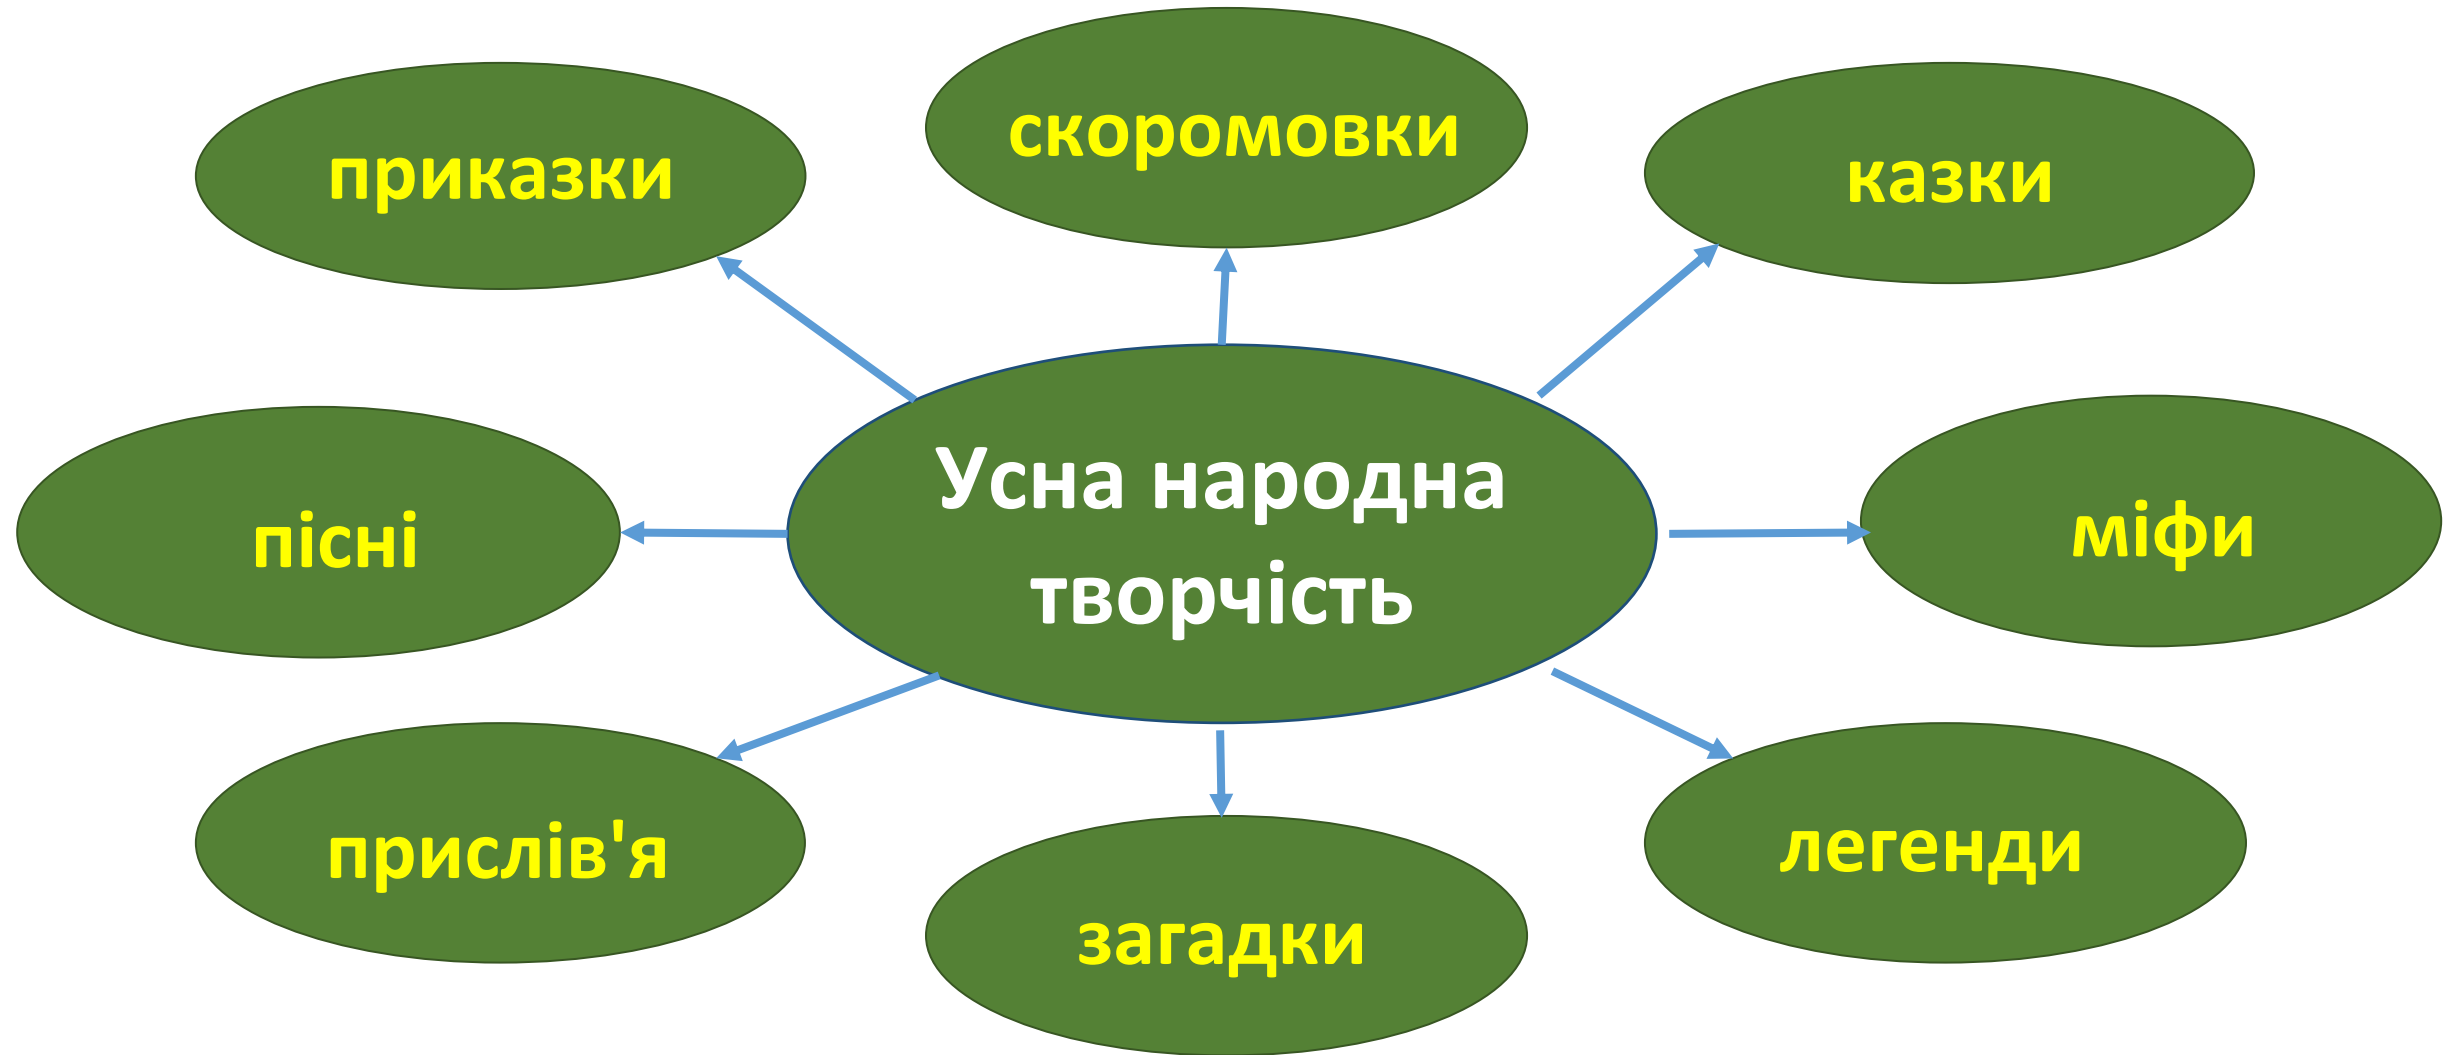 скоромовки
приказки
казки
Усна народна
творчість
пісні
міфи
прислів'я
легенди
загадки